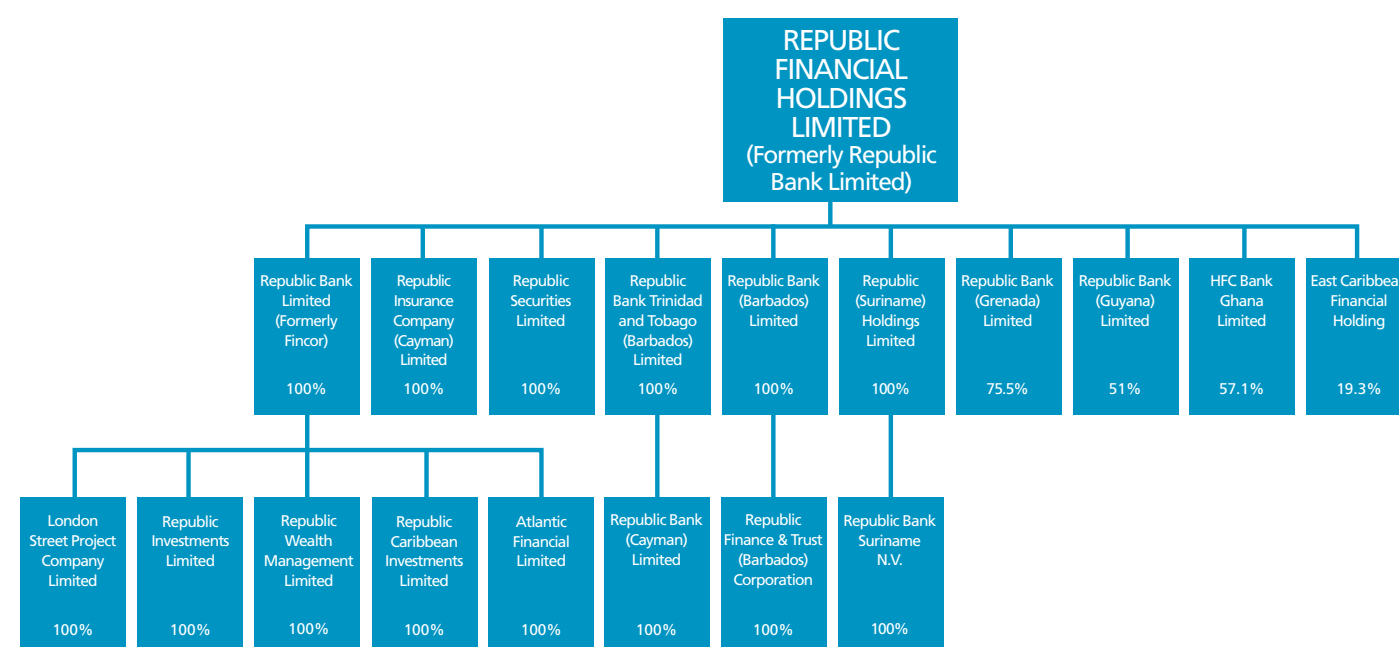 REPUBLIC
FINANCIAL
HOLDINGS
LIMITED
(Formerly Republic
Bank Limited)
Republic Bank
Limited
(Formerly
Fincor)
100%
Republic
Insurance
Company
(Cayman)
Limited
100%
Republic
Securities
Limited
100%
Republic
Bank Trinidad
and Tobago
(Barbados)
Limited
100%
Republic Bank
(Barbados)
Limited
100%
Republic
(Suriname)
Holdings
Limited
100%
Republic Bank
(Grenada)
Limited
75.5%
Republic Bank
(Guyana)
Limited
51%
HFC Bank
Ghana
Limited
57.1%
East Caribbea
Financial
Holding
19.3%
London
Street Project
Company
Limited
100%
Republic
Investments
Limited
100%
Republic
Wealth
Management
Limited
100%
Republic
Caribbean
Investments
Limited
100%
Atlantic
Financial
Limited
100%
Republic Bank
(Cayman)
Limited
100%
Republic
Finance & Trust
(Barbados)
Corporation
100%
Republic Bank
Suriname
N.V.
100%